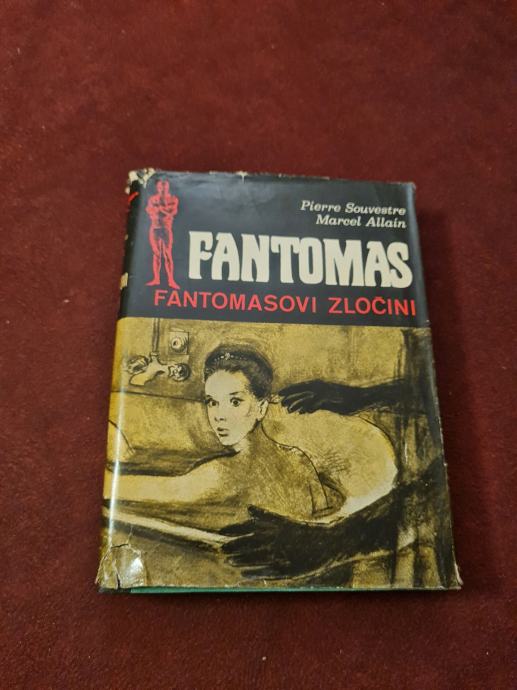 Pierre Souvestre
Marcel Allain
FANTOMAS
FANTOMASOVI ZLOČINI